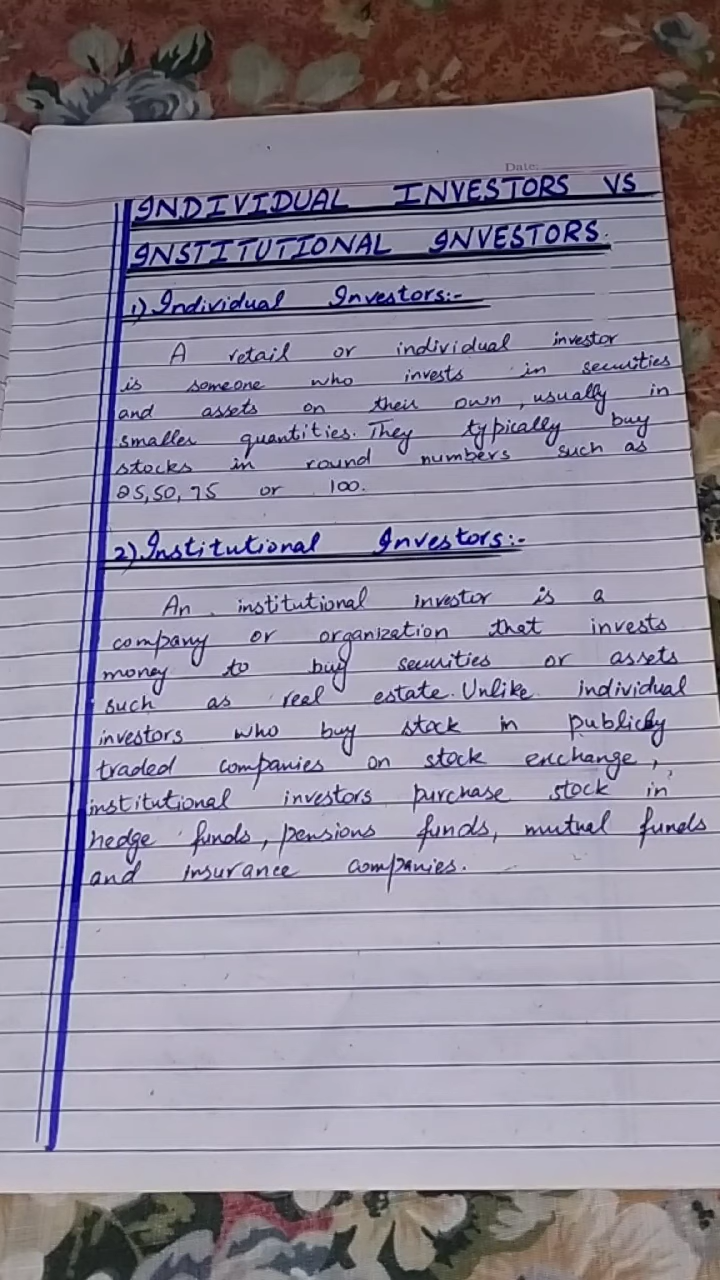 Date:
INDIVIDUAL INVESTORS VS
INSTITUTIONAL INVESTORS.
1) Individual Investors:-
A retail or individual investor
is someone who invests in securities
and assets on their own, usually in
smaller quantities. They typically buy
stocks in round numbers such as
25, 50, 75 or 100.
2) Institutional Investors:-
An institutional investor is a
company or organization that invests
money to buy securities or assets
such as real estate. Unlike individual
investors who buy stock in publicly
traded companies on stock exchange,
institutional investors purchase stock in
hedge funds, pensions funds, mutual funds
and insurance companies.